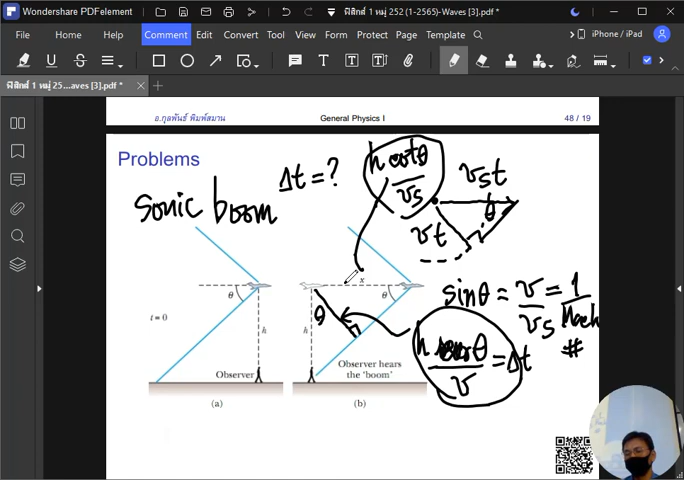 Wondershare PDFelement
ฟิสิกส์ 1 หมู่ 252 (1-2565)-Waves [3].pdf *
File Home Edit Comment Convert Tool View Form Protect Page Template
iPhone / iPad
ฟิสิกส์ 1 หมู่ 25...aves [3].pdf *
อ.กุลพันธ์ พิมพ์สมาน General Physics I 48 / 19
Problems
Sonic boom
Δt = ?
h cotθ
vs
vst
θ
vt
sinθ = v = 1
vs Mach
#
h cosθ = Δt
v
θ
t = 0
θ
h
Observer
(a)
x
θ
h
Observer hears
the 'boom'
(b)